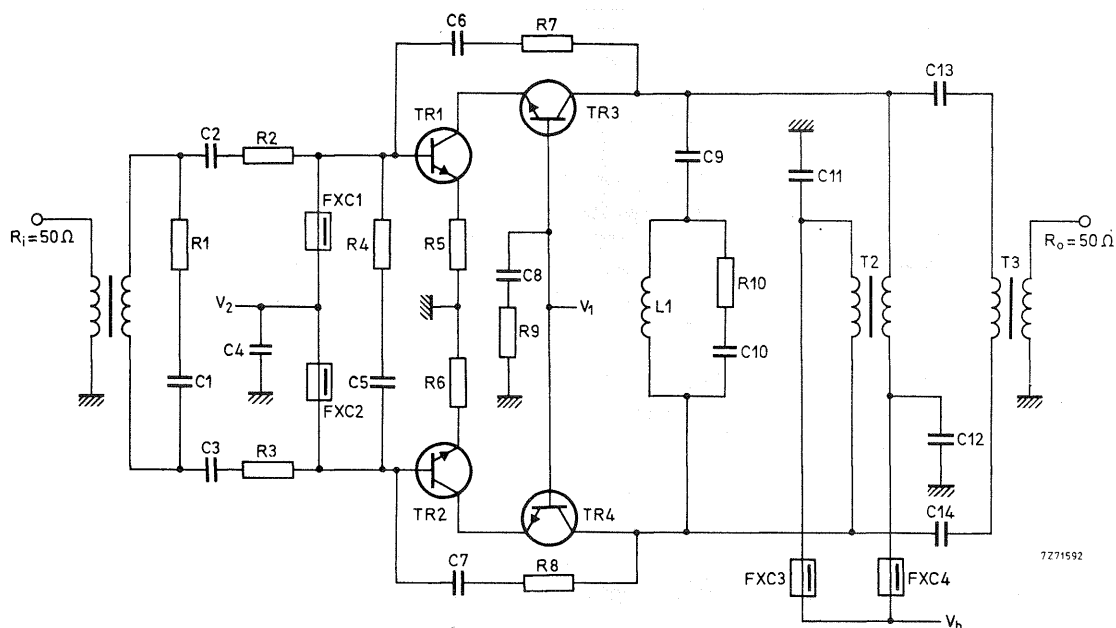 C6
R7
C13
TR1
TR3
C2
R2
C9
C11
FXC1
Ri=50Ω
R1
R4
R5
C8
T2
T3
Ro=50Ω
V2
V1
L1
R10
R9
C4
R6
C10
C1
C5
FXC2
C12
C3
R3
TR2
TR4
C14
C7
R8
FXC3
FXC4
7Z71592
Vb